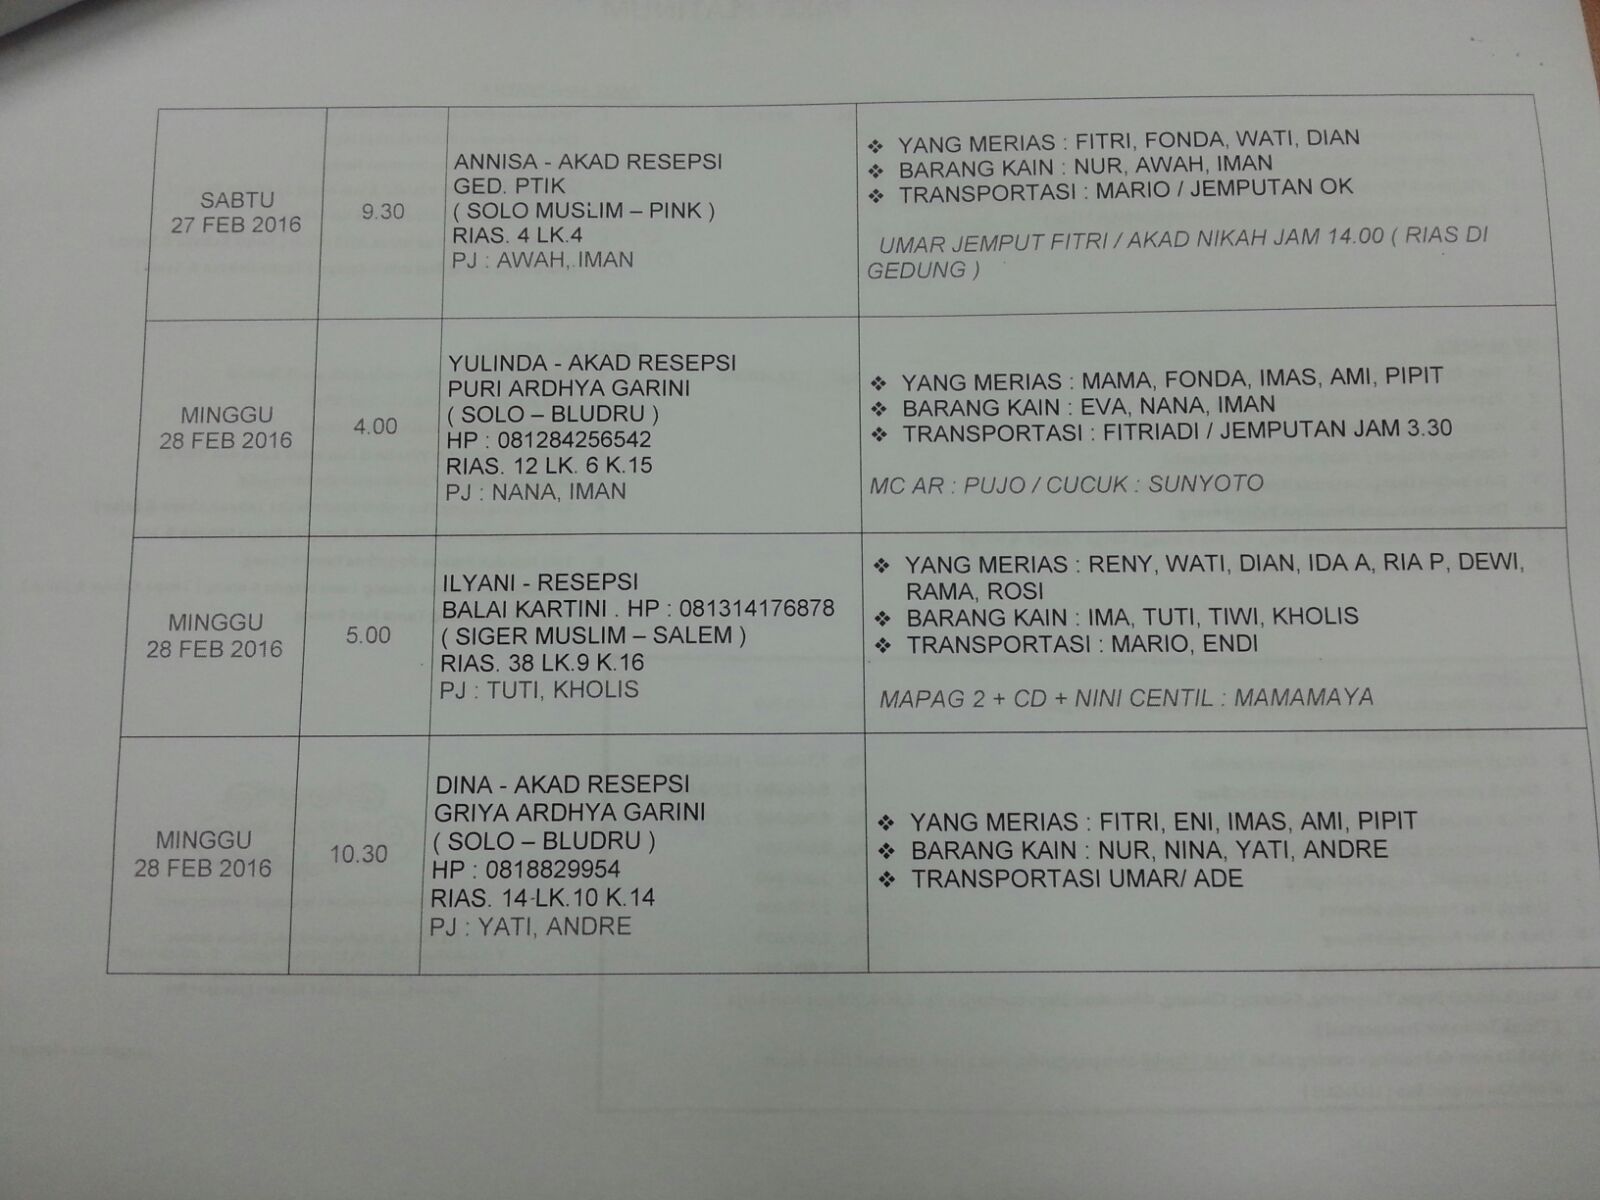 SABTU
27 FEB 2016
9.30
ANNISA - AKAD RESEPSI
GED. PTIK
( SOLO MUSLIM – PINK )
RIAS. 4 LK.4
PJ : AWAH, IMAN
❖ YANG MERIAS : FITRI, FONDA, WATI, DIAN
❖ BARANG KAIN : NUR, AWAH, IMAN
❖ TRANSPORTASI : MARIO / JEMPUTAN OK
UMAR JEMPUT FITRI / AKAD NIKAH JAM 14.00 ( RIAS DI
GEDUNG )
MINGGU
28 FEB 2016
4.00
YULINDA - AKAD RESEPSI
PURI ARDHYA GARINI
( SOLO – BLUDRU )
HP : 081284256542
RIAS. 12 LK. 6 K.15
PJ : NANA, IMAN
❖ YANG MERIAS : MAMA, FONDA, IMAS, AMI, PIPIT
❖ BARANG KAIN : EVA, NANA, IMAN
❖ TRANSPORTASI : FITRIADI / JEMPUTAN JAM 3.30
MC AR : PUJO / CUCUK : SUNYOTO
MINGGU
28 FEB 2016
5.00
ILYANI - RESEPSI
BALAI KARTINI . HP : 081314176878
( SIGER MUSLIM – SALEM )
RIAS. 38 LK.9 K.16
PJ : TUTI, KHOLIS
❖ YANG MERIAS : RENY, WATI, DIAN, IDA A, RIA P, DEWI,
RAMA, ROSI
❖ BARANG KAIN : IMA, TUTI, TIWI, KHOLIS
❖ TRANSPORTASI : MARIO, ENDI
MAPAG 2 + CD + NINI CENTIL : MAMAMAYA
MINGGU
28 FEB 2016
10.30
DINA - AKAD RESEPSI
GRIYA ARDHYA GARINI
( SOLO – BLUDRU )
HP : 0818829954
RIAS. 14 LK.10 K.14
PJ : YATI, ANDRE
❖ YANG MERIAS : FITRI, ENI, IMAS, AMI, PIPIT
❖ BARANG KAIN : NUR, NINA, YATI, ANDRE
❖ TRANSPORTASI UMAR/ ADE